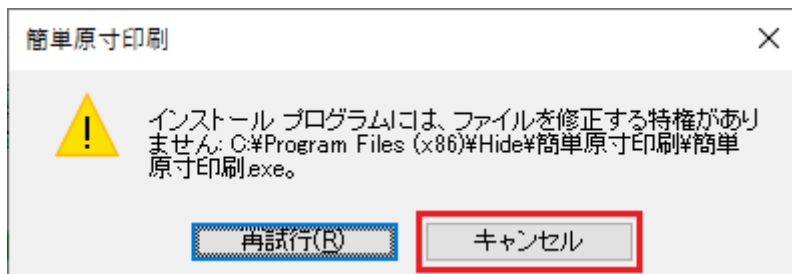 簡単原寸印刷
インストール プログラムには、ファイルを修正する特権があり
ません: C:¥Program Files (x86)¥Hide¥簡単原寸印刷¥簡単
原寸印刷.exe。
再試行(R) キャンセル